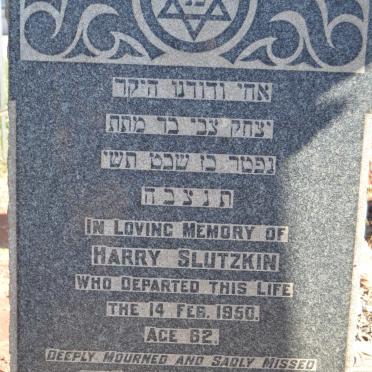 אחי ודודנו היקר
יצחק צבי בר מתת
נפטר כז שבט תשי
ת נ צ ב ה
IN LOVING MEMORY OF
HARRY SLUTZKIN
WHO DEPARTED THIS LIFE
THE 14 FEB. 1950.
AGE 62.
DEEPLY MOURNED AND SADLY MISSED